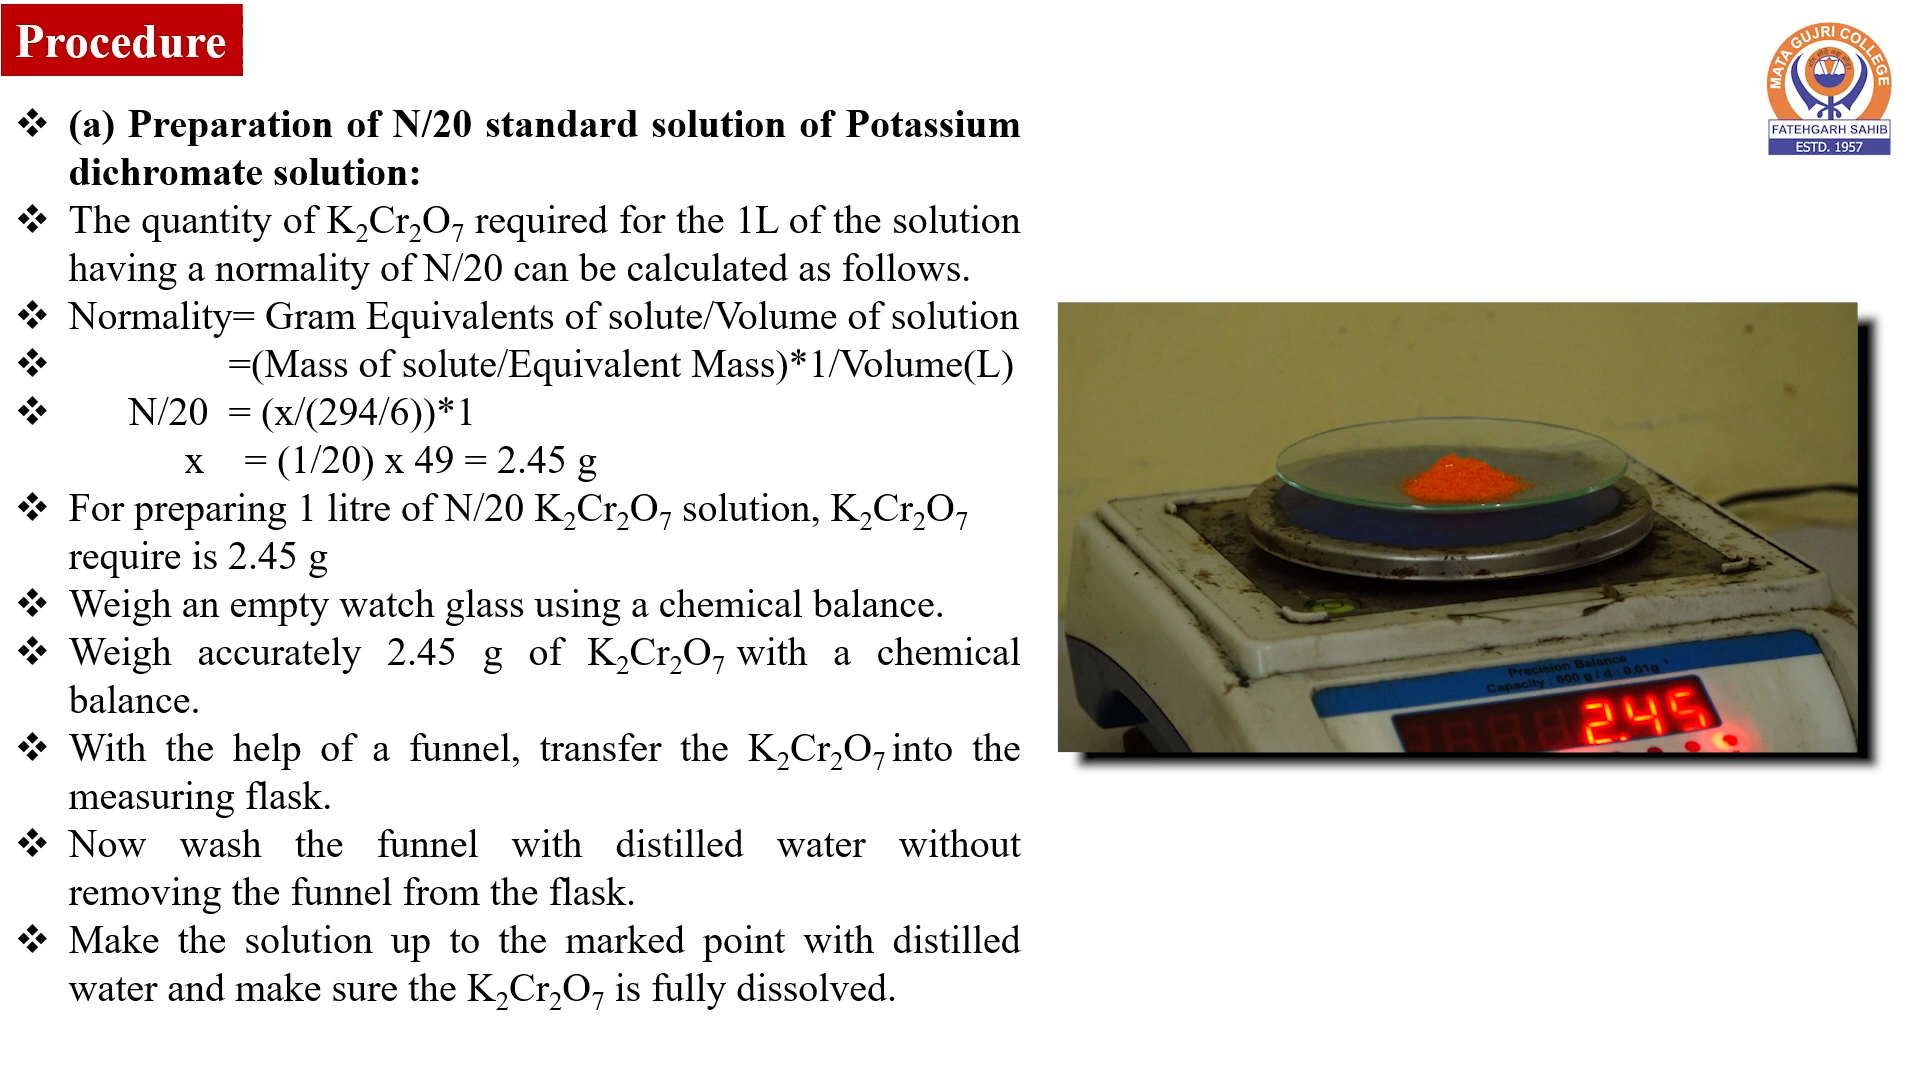 Procedure
❖ (a) Preparation of N/20 standard solution of Potassium
dichromate solution:
❖ The quantity of K₂Cr₂O₇ required for the 1L of the solution
having a normality of N/20 can be calculated as follows.
❖ Normality= Gram Equivalents of solute/Volume of solution
❖ =(Mass of solute/Equivalent Mass)*1/Volume(L)
❖ N/20 = (x/(294/6))*1
x = (1/20) x 49 = 2.45 g
❖ For preparing 1 litre of N/20 K₂Cr₂O₇ solution, K₂Cr₂O₇
require is 2.45 g
❖ Weigh an empty watch glass using a chemical balance.
❖ Weigh accurately 2.45 g of K₂Cr₂O₇ with a chemical
balance.
❖ With the help of a funnel, transfer the K₂Cr₂O₇ into the
measuring flask.
❖ Now wash the funnel with distilled water without
removing the funnel from the flask.
❖ Make the solution up to the marked point with distilled
water and make sure the K₂Cr₂O₇ is fully dissolved.
MATA GUJRI COLLEGE
FATEHGARH SAHIB
ESTD. 1957
Precision Balance
Capacity : 600 g / d : 0.01g
2.45